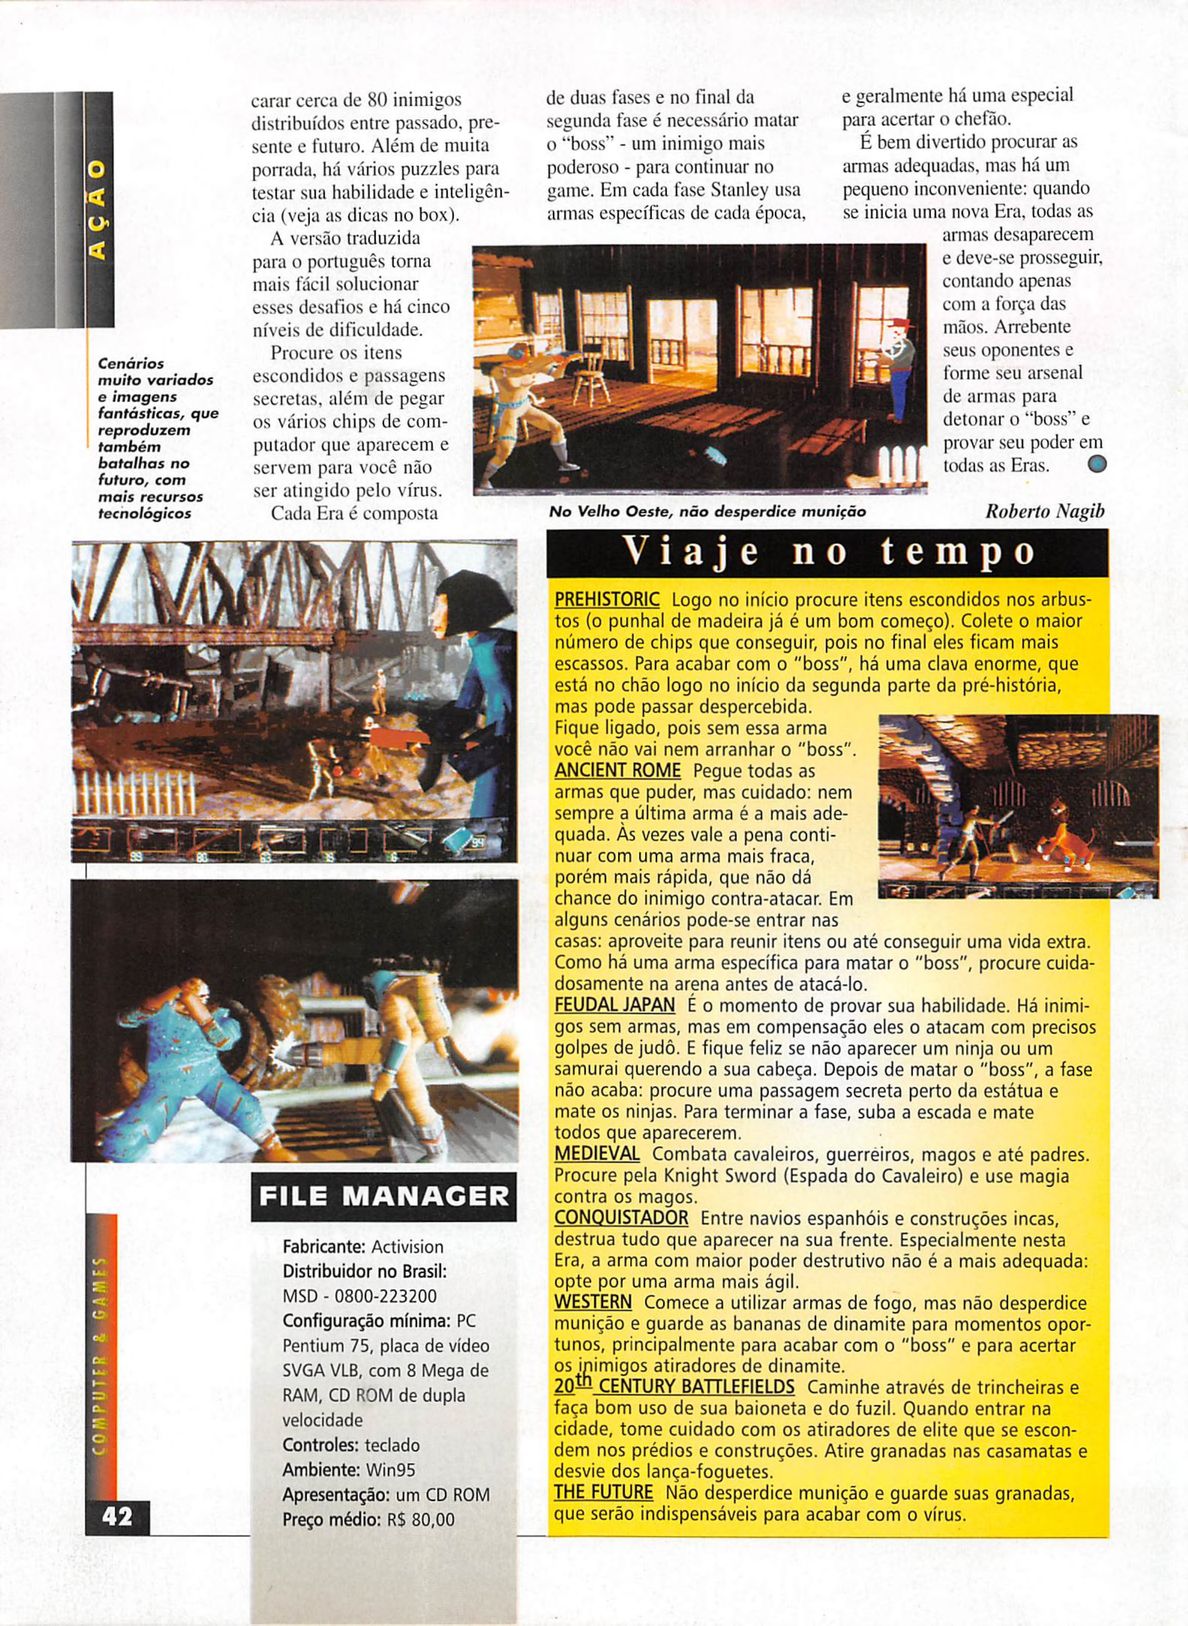 AÇÃO
carar cerca de 80 inimigos
distribuídos entre passado, pre-
sente e futuro. Além de muita
porrada, há vários puzzles para
testar sua habilidade e inteligên-
cia (veja as dicas no box).
A versão traduzida
para o português torna
mais fácil solucionar
esses desafios e há cinco
níveis de dificuldade.
Procure os itens
escondidos e passagens
secretas, além de pegar
os vários chips de com-
putador que aparecem e
servem para você não
ser atingido pelo vírus.
Cada Era é composta
de duas fases e no final da
segunda fase é necessário matar
o “boss” - um inimigo mais
poderoso - para continuar no
game. Em cada fase Stanley usa
armas específicas de cada época,
e geralmente há uma especial
para acertar o chefão.
É bem divertido procurar as
armas adequadas, mas há um
pequeno inconveniente: quando
se inicia uma nova Era, todas as
armas desaparecem
e deve-se prosseguir,
contando apenas
com a força das
mãos. Arrebente
seus oponentes e
forme seu arsenal
de armas para
detonar o “boss” e
provar seu poder em
todas as Eras.
Roberto Nagib
Cenários
muito variados
e imagens
fantásticas, que
reproduzem
também
batalhas no
futuro, com
mais recursos
tecnológicos
No Velho Oeste, não desperdice munição
Viaje no tempo
PREHISTORIC Logo no início procure itens escondidos nos arbus-
tos (o punhal de madeira já é um bom começo). Colete o maior
número de chips que conseguir, pois no final eles ficam mais
escassos. Para acabar com o "boss", há uma clava enorme, que
está no chão logo no início da segunda parte da pré-história,
mas pode passar despercebida.
Fique ligado, pois sem essa arma
você não vai nem arranhar o "boss".
ANCIENT ROME Pegue todas as
armas que puder, mas cuidado: nem
sempre a última arma é a mais ade-
quada. Às vezes vale a pena conti-
nuar com uma arma mais fraca,
porém mais rápida, que não dá
chance do inimigo contra-atacar. Em
alguns cenários pode-se entrar nas
casas: aproveite para reunir itens ou até conseguir uma vida extra.
Como há uma arma específica para matar o "boss", procure cuida-
dosamente na arena antes de atacá-lo.
FEUDAL JAPAN É o momento de provar sua habilidade. Há inimi-
gos sem armas, mas em compensação eles o atacam com precisos
golpes de judô. E fique feliz se não aparecer um ninja ou um
samurai querendo a sua cabeça. Depois de matar o "boss", a fase
não acaba: procure uma passagem secreta perto da estátua e
mate os ninjas. Para terminar a fase, suba a escada e mate
todos que aparecerem.
MEDIEVAL Combata cavaleiros, guerreiros, magos e até padres.
Procure pela Knight Sword (Espada do Cavaleiro) e use magia
contra os magos.
CONQUISTADOR Entre navios espanhóis e construções incas,
destrua tudo que aparecer na sua frente. Especialmente nesta
Era, a arma com maior poder destrutivo não é a mais adequada:
opte por uma arma mais ágil.
WESTERN Comece a utilizar armas de fogo, mas não desperdice
munição e guarde as bananas de dinamite para momentos opor-
tunos, principalmente para acabar com o "boss" e para acertar
os inimigos atiradores de dinamite.
20th CENTURY BATTLEFIELDS Caminhe através de trincheiras e
faça bom uso de sua baioneta e do fuzil. Quando entrar na
cidade, tome cuidado com os atiradores de elite que se escon-
dem nos prédios e construções. Atire granadas nas casamatas e
desvie dos lança-foguetes.
THE FUTURE Não desperdice munição e guarde suas granadas,
que serão indispensáveis para acabar com o vírus.
FILE MANAGER
Fabricante: Activision
Distribuidor no Brasil:
MSD - 0800-223200
Configuração mínima: PC
Pentium 75, placa de vídeo
SVGA VLB, com 8 Mega de
RAM, CD ROM de dupla
velocidade
Controles: teclado
Ambiente: Win95
Apresentação: um CD ROM
Preço médio: R$ 80,00
COMPUTER & GAMES
42